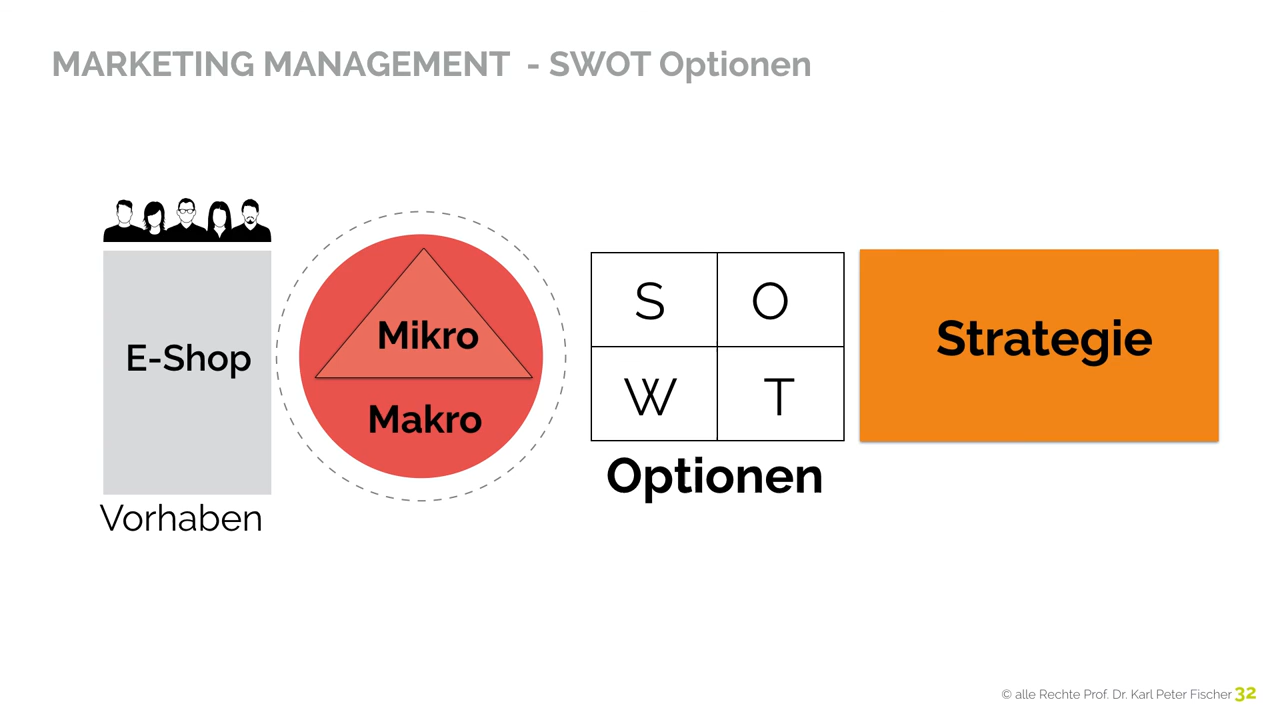 MARKETING MANAGEMENT - SWOT Optionen
E-Shop
Vorhaben
Mikro
Makro
S O
W T
Optionen
Strategie
© alle Rechte Prof. Dr. Karl Peter Fischer 32